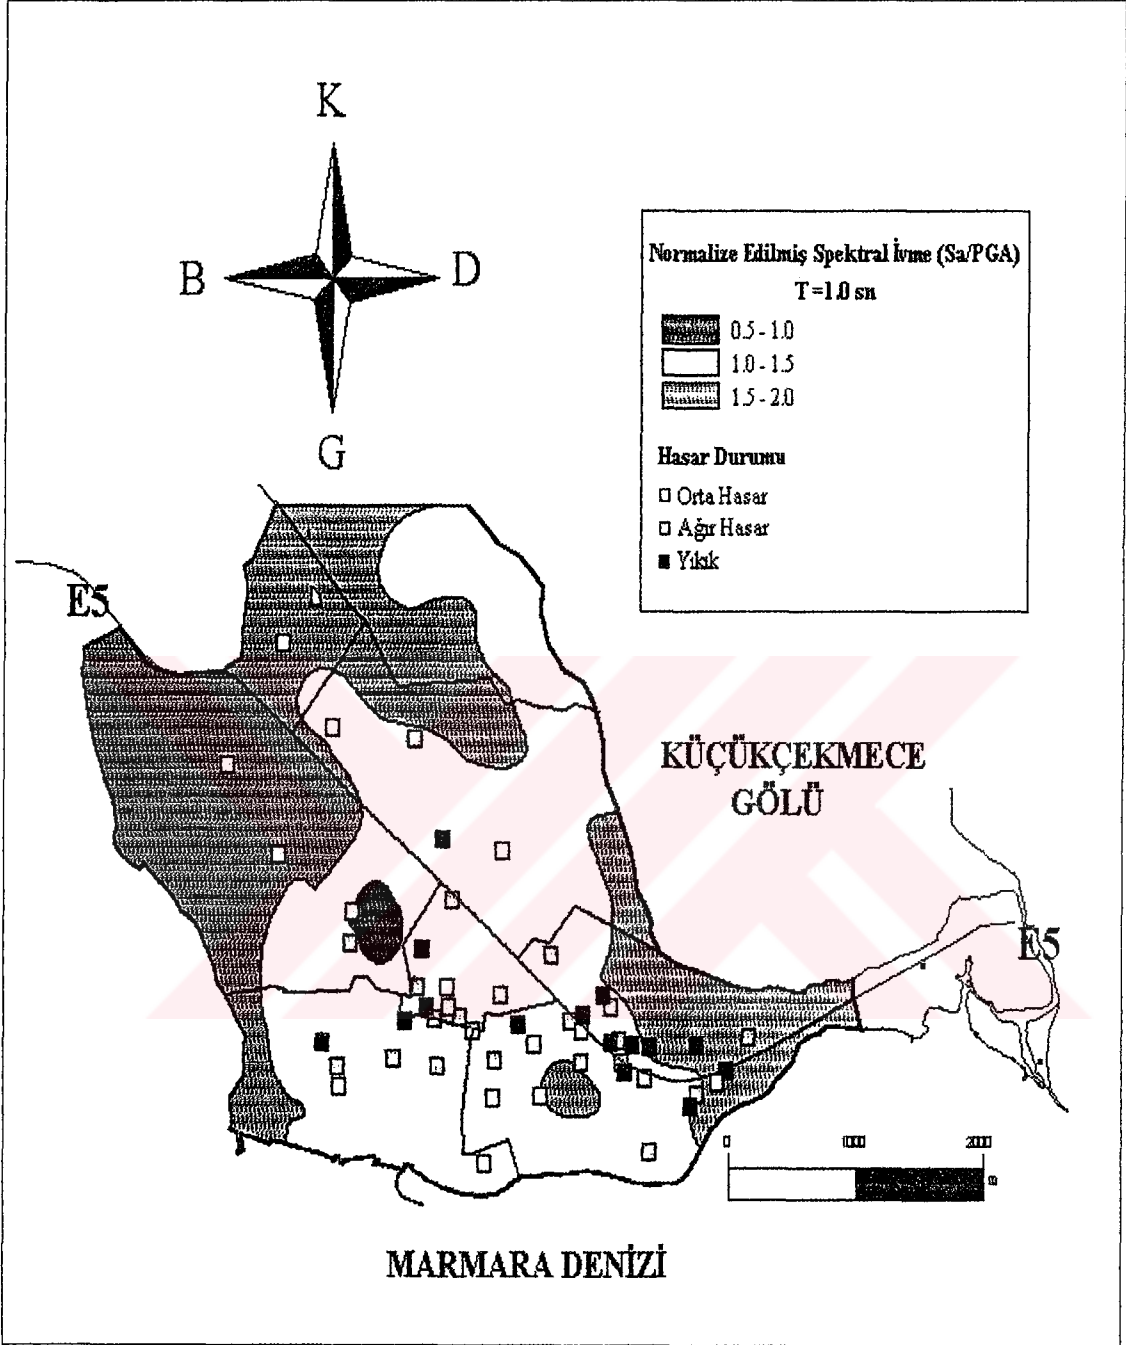 K
B
D
G
Normalize Edilmiş Spektral İvme (Sa/PGA)
T=1.0 sn
0.5 - 1.0
1.0 - 1.5
1.5 - 2.0
Hasar Durumu
Orta Hasar
Ağır Hasar
Yıkık
E5
KÜÇÜKÇEKMECE
GÖLÜ
E5
0 1000 2000
m
MARMARA DENİZİ